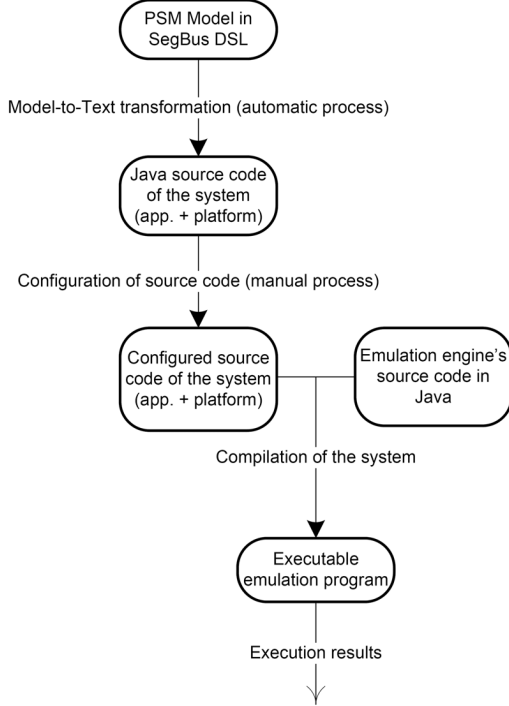 PSM Model in
SegBus DSL
Model-to-Text transformation (automatic process)
Java source code
of the system
(app. + platform)
Configuration of source code (manual process)
Configured source
code of the system
(app. + platform)
Emulation engine's
source code in
Java
Compilation of the system
Executable
emulation program
Execution results